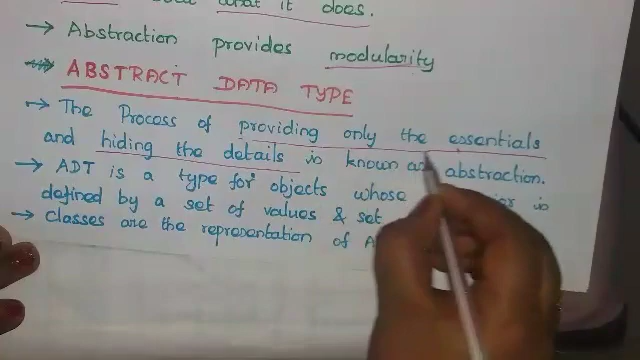 what it does.
→ Abstraction provides modularity
ABSTRACT DATA TYPE
→ The Process of providing only the essentials
and hiding the details is known as abstraction.
→ ADT is a type for objects whose is
defined by a set of values & set
→ Classes are the representation of A